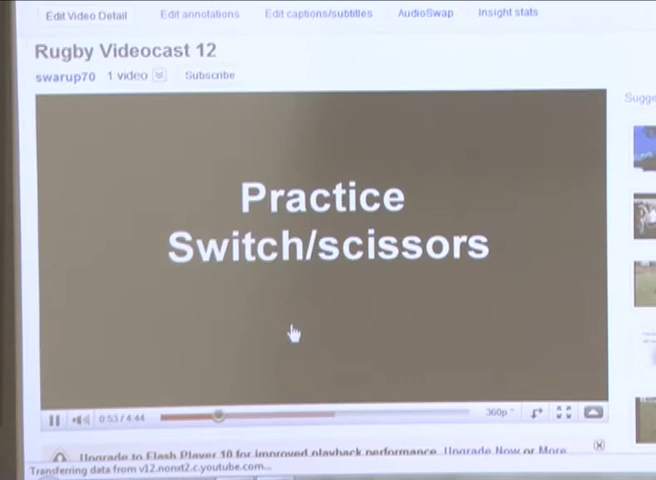 Edit Video Detail Edit annotations Edit captions/subtitles AudioSwap Insight stats
Rugby Videocast 12
swarup70 1 video Subscribe
Sugge
Practice
Switch/scissors
0:53 / 4:44 360p
Upgrade to Flash Player 10 for improved playback performance. Upgrade Now or More
Transferring data from v12.nonxt2.c.youtube.com...